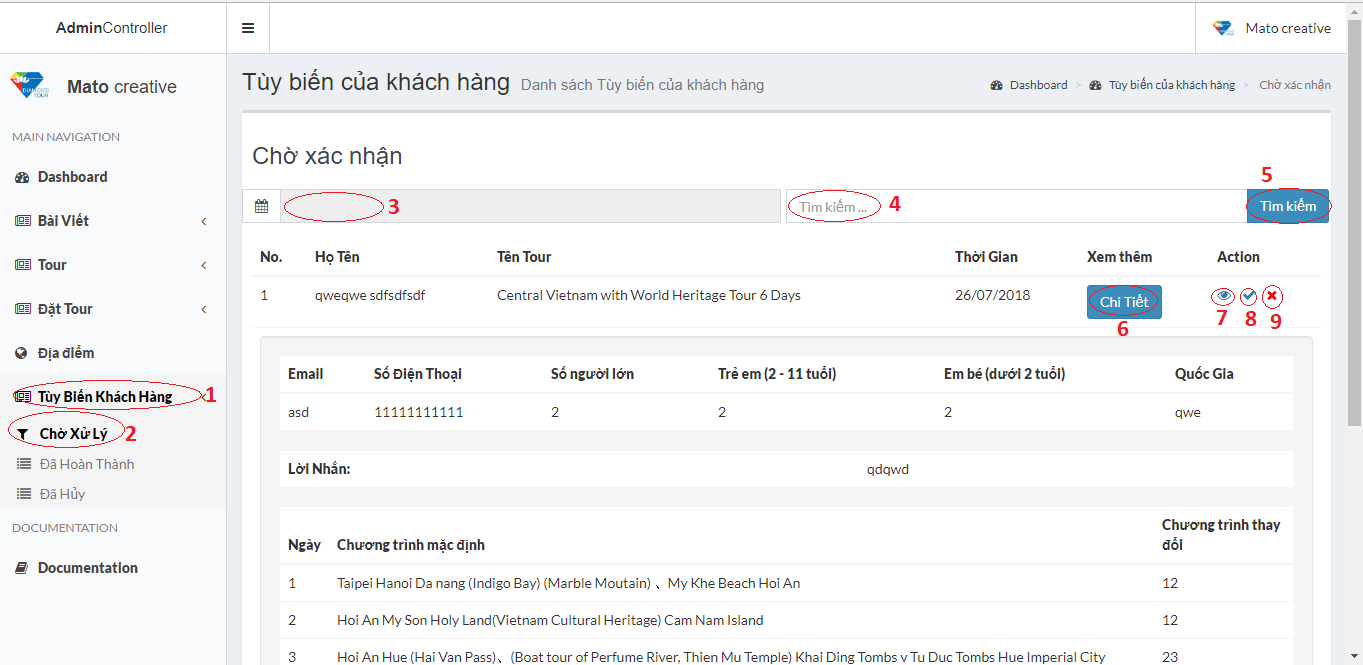 AdminController
Mato creative
DIAMOND TOUR
Mato creative
Tùy biến của khách hàng Danh sách Tùy biến của khách hàng
Dashboard > Tùy biến của khách hàng > Chờ xác nhận
MAIN NAVIGATION
Dashboard
Bài Viết
Tour
Đặt Tour
Địa điểm
Tùy Biến Khách Hàng 1
Chờ Xử Lý 2
Đã Hoàn Thành
Đã Hủy
DOCUMENTATION
Documentation
Chờ xác nhận
3
Tìm kiếm ... 4
5
Tìm kiếm
No. Họ Tên Tên Tour Thời Gian Xem thêm Action
1 qweqwe sdfsdfsdf Central Vietnam with World Heritage Tour 6 Days 26/07/2018 Chi Tiết
6 7 8 9
Email Số Điện Thoại Số người lớn Trẻ em (2 - 11 tuổi) Em bé (dưới 2 tuổi) Quốc Gia
asd 11111111111 2 2 2 qwe
Lời Nhắn: qdqwd
Ngày Chương trình mặc định Chương trình thay đổi
1 Taipei Hanoi Da nang (Indigo Bay) (Marble Moutain) 、My Khe Beach Hoi An 12
2 Hoi An My Son Holy Land(Vietnam Cultural Heritage) Cam Nam Island 12
3 Hoi An Hue (Hai Van Pass)、(Boat tour of Perfume River, Thien Mu Temple) Khai Ding Tombs v Tu Duc Tombs Hue Imperial City 23